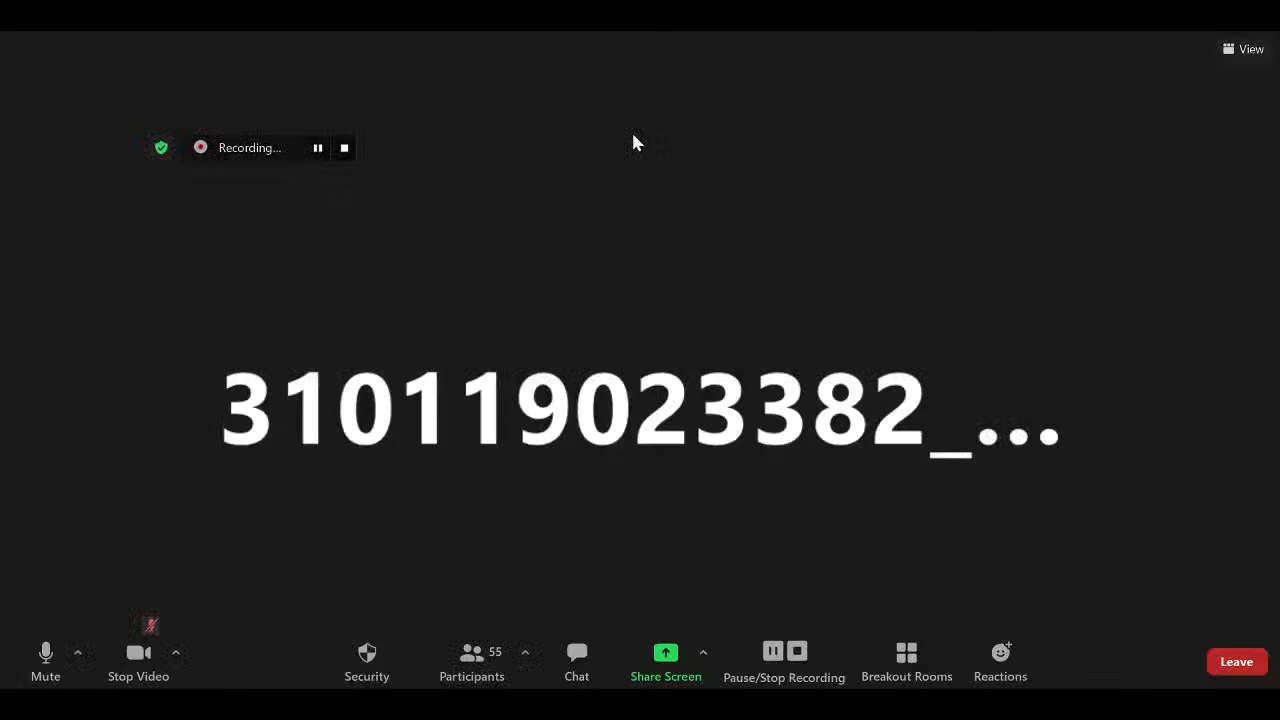 View
Recording...
310119023382_...
55
Mute
Stop Video
Security
Participants
Chat
Share Screen
Pause/Stop Recording
Breakout Rooms
Reactions
Leave